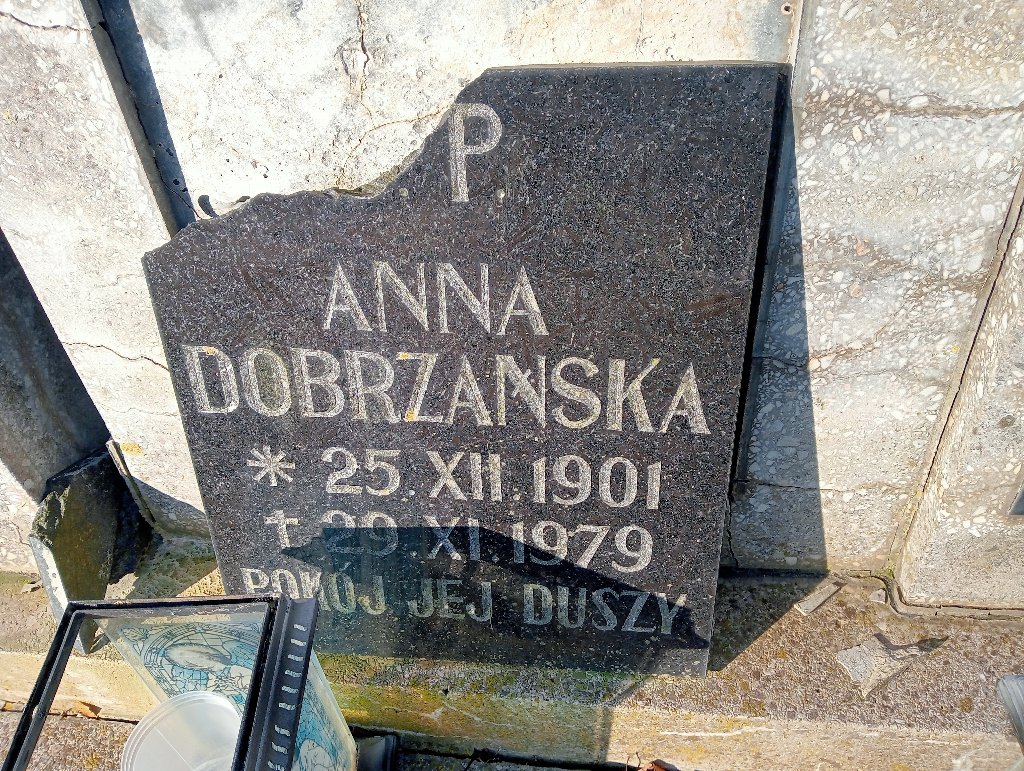 . P.
ANNA
DOBRZAŃSKA
* 25.XII.1901
† 29.XI.1979
POKÓJ JEJ DUSZY